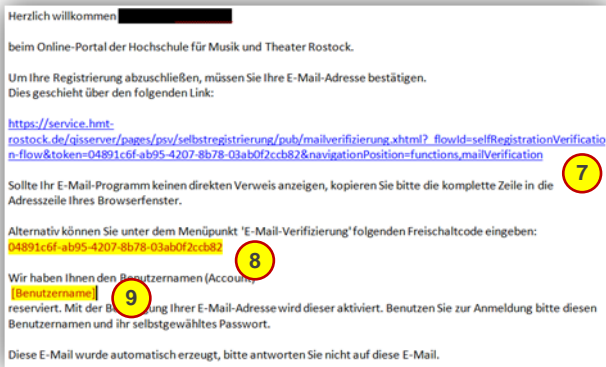 Herzlich willkommen
beim Online-Portal der Hochschule für Musik und Theater Rostock.
Um Ihre Registrierung abzuschließen, müssen Sie Ihre E-Mail-Adresse bestätigen.
Dies geschieht über den folgenden Link:
https://service.hmt-
rostock.de/qisserver/pages/psv/selbstregistrierung/pub/mailverifizierung.xhtml?_flowId=selfRegistrationVerificatio
n-flow&token=04891c6f-ab95-4207-8b78-03ab0f2ccb82&navigationPosition=functions,mailVerification
7
Sollte Ihr E-Mail-Programm keinen direkten Verweis anzeigen, kopieren Sie bitte die komplette Zeile in die
Adresszeile Ihres Browserfenster.
Alternativ können Sie unter dem Menüpunkt 'E-Mail-Verifizierung' folgenden Freischaltcode eingeben:
04891c6f-ab95-4207-8b78-03ab0f2ccb82
8
Wir haben Ihnen den Benutzernamen (Account)
[Benutzername]
9
reserviert. Mit der Ihrer E-Mail-Adresse wird dieser aktiviert. Benutzen Sie zur Anmeldung bitte diesen
Benutzernamen und ihr selbstgewähltes Passwort.
Diese E-Mail wurde automatisch erzeugt, bitte antworten Sie nicht auf diese E-Mail.